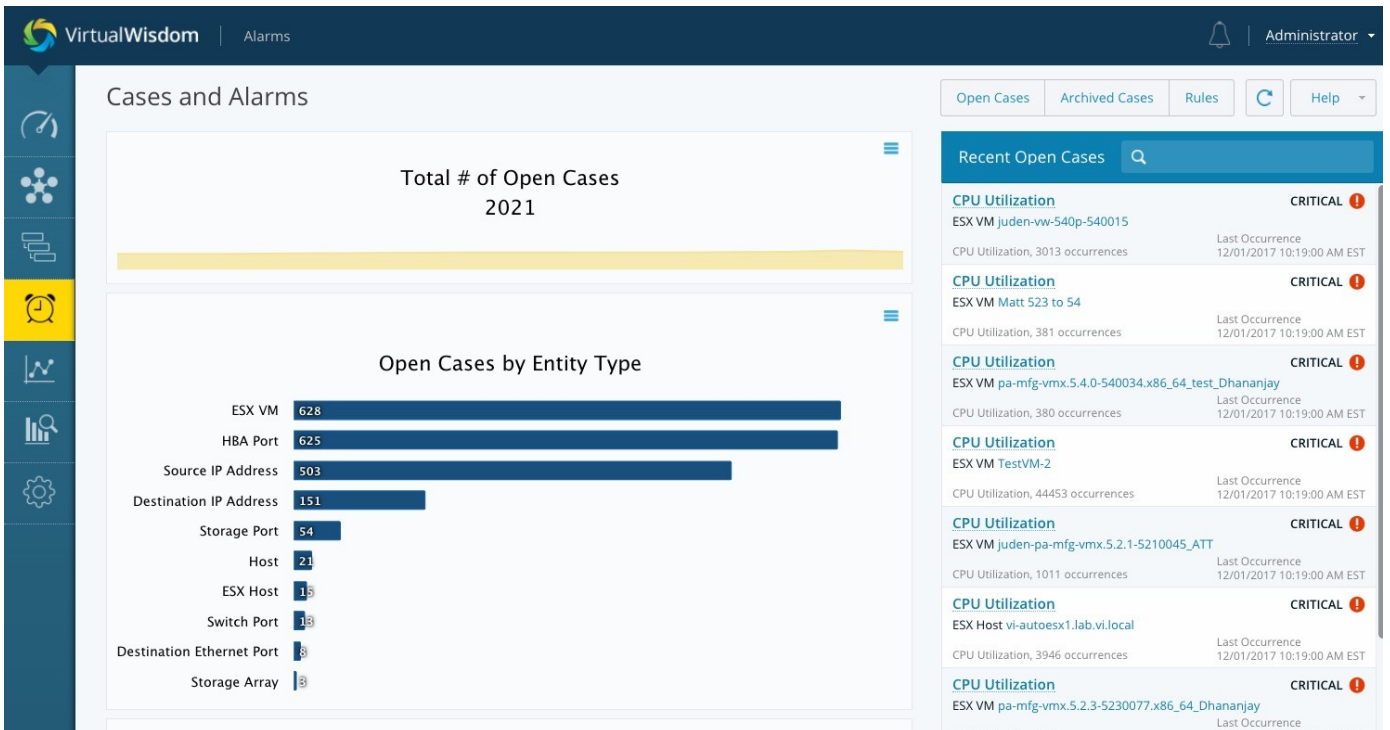 VirtualWisdom
Alarms
Administrator
Cases and Alarms
Open Cases
Archived Cases
Rules
Help
Total # of Open Cases
2021
Open Cases by Entity Type
ESX VM 628
HBA Port 625
Source IP Address 503
Destination IP Address 151
Storage Port 54
Host 21
ESX Host 15
Switch Port 13
Destination Ethernet Port 8
Storage Array 3
Recent Open Cases
CPU Utilization CRITICAL
ESX VM juden-vw-540p-540015
Last Occurrence
CPU Utilization, 3013 occurrences 12/01/2017 10:19:00 AM EST
CPU Utilization CRITICAL
ESX VM Matt 523 to 54
Last Occurrence
CPU Utilization, 381 occurrences 12/01/2017 10:19:00 AM EST
CPU Utilization CRITICAL
ESX VM pa-mfg-vmx.5.4.0-540034.x86_64_test_Dhananjay
Last Occurrence
CPU Utilization, 380 occurrences 12/01/2017 10:19:00 AM EST
CPU Utilization CRITICAL
ESX VM TestVM-2
Last Occurrence
CPU Utilization, 44453 occurrences 12/01/2017 10:19:00 AM EST
CPU Utilization CRITICAL
ESX VM juden-pa-mfg-vmx.5.2.1-5210045_ATT
Last Occurrence
CPU Utilization, 1011 occurrences 12/01/2017 10:19:00 AM EST
CPU Utilization CRITICAL
ESX Host vi-autoesx1.lab.vi.local
Last Occurrence
CPU Utilization, 3946 occurrences 12/01/2017 10:19:00 AM EST
CPU Utilization CRITICAL
ESX VM pa-mfg-vmx.5.2.3-5230077.x86_64_Dhananjay
Last Occurrence